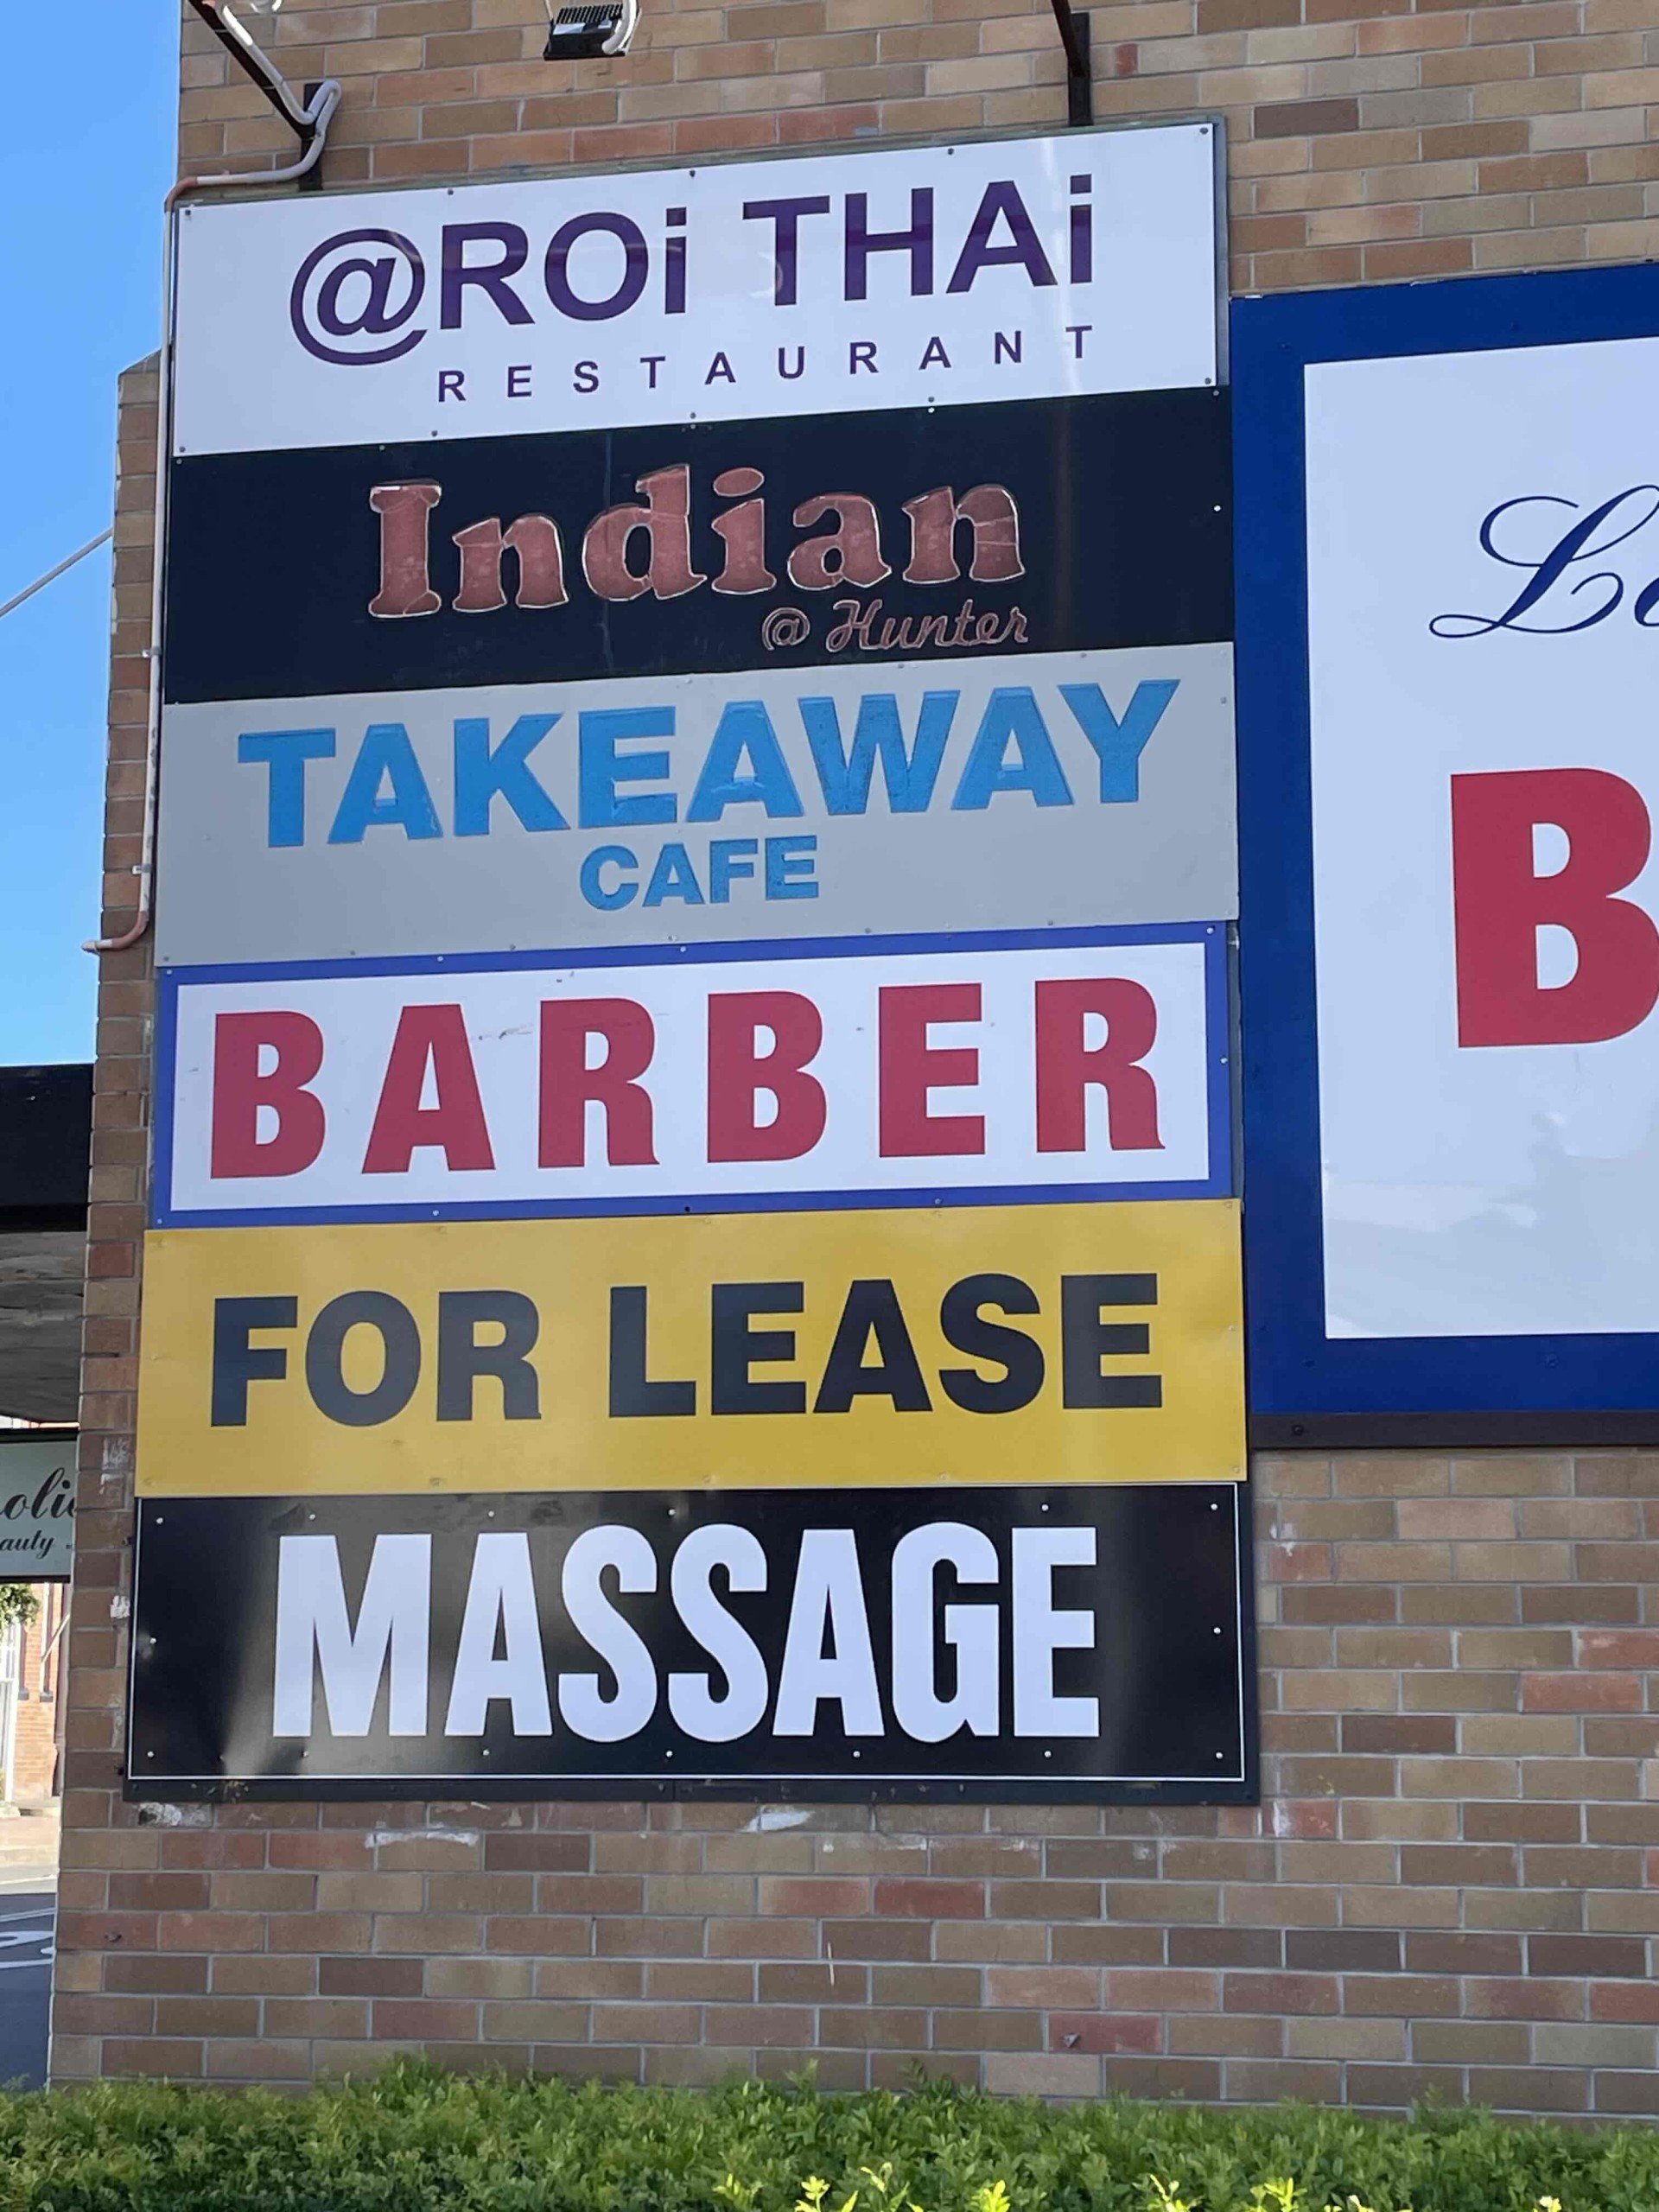 @ROi THAi
RESTAURANT
Indian
@ Hunter
TAKEAWAY
CAFE
BARBER
FOR LEASE
MASSAGE
B